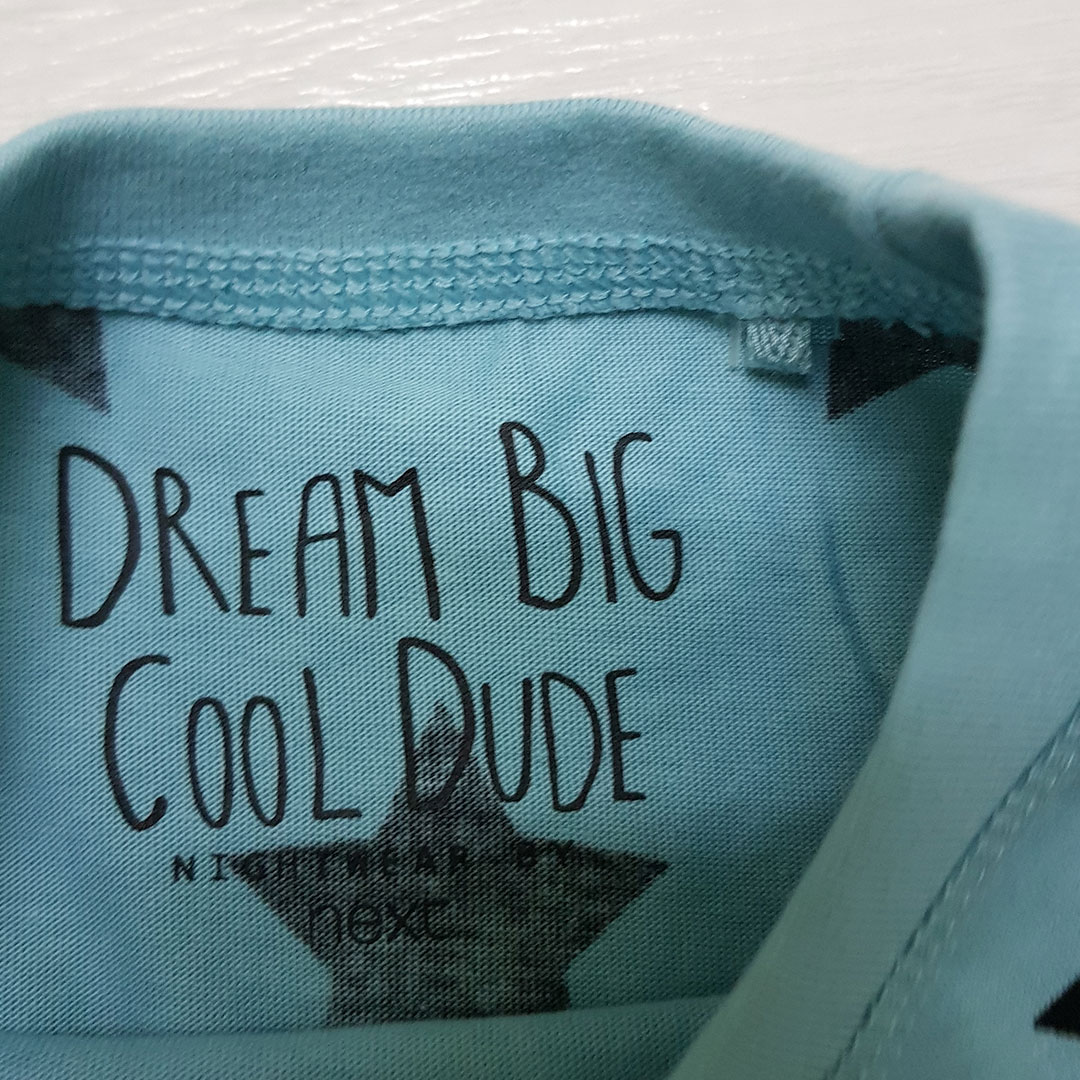 DREAM BIG
COOL DUDE
NIGHTWEAR BY
next